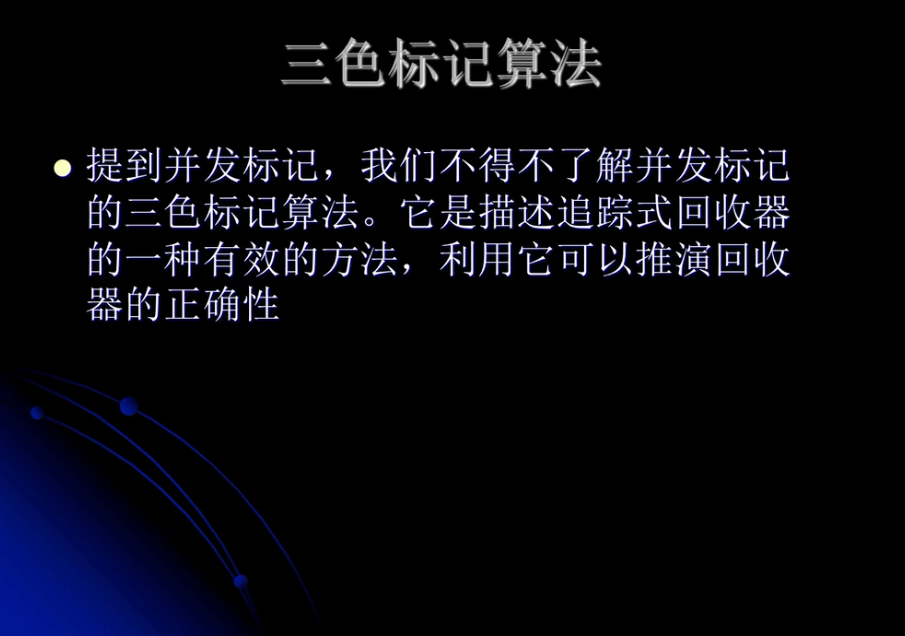 三色标记算法
提到并发标记，我们不得不了解并发标记
的三色标记算法。它是描述追踪式回收器
的一种有效的方法，利用它可以推演回收
器的正确性